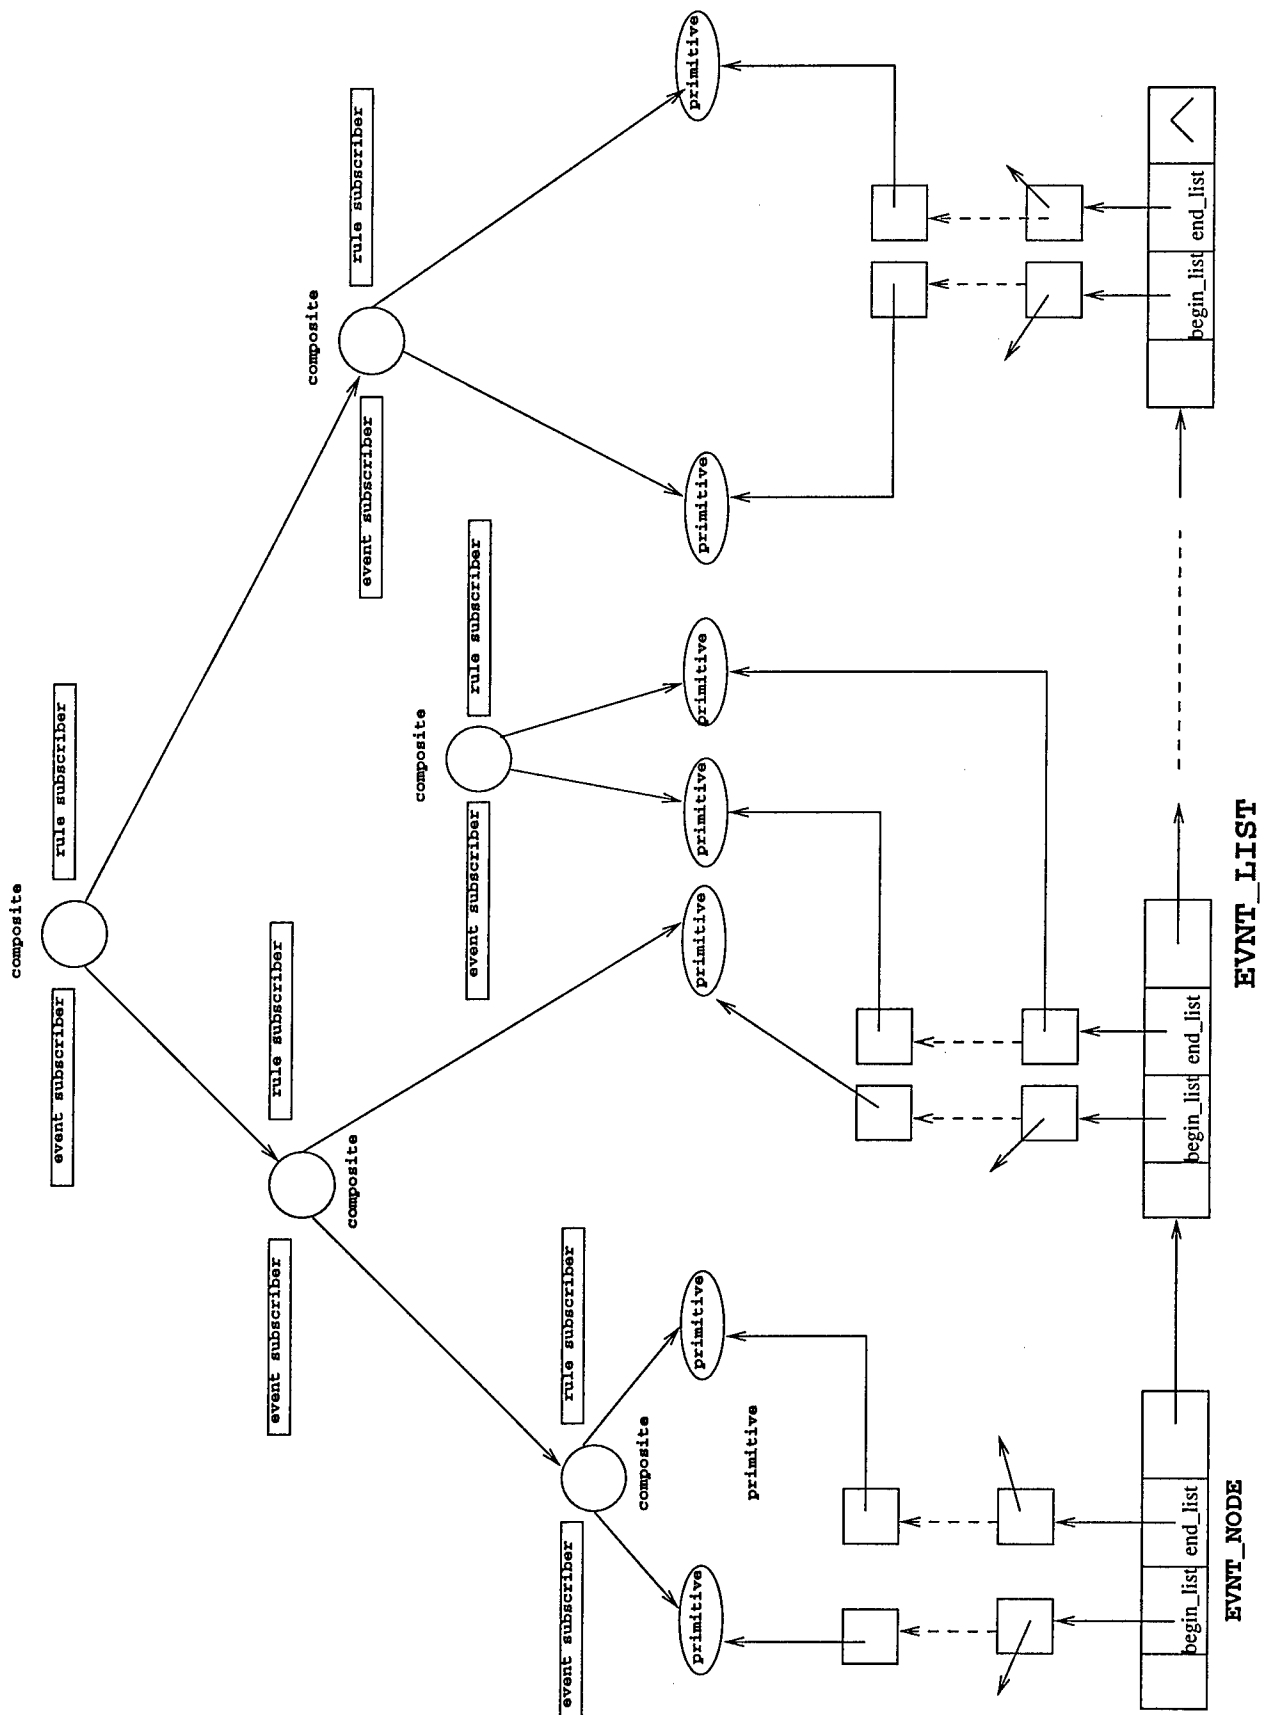 composite
event subscriber
rule subscriber
event subscriber
rule subscriber
composite
composite
event subscriber
rule subscriber
composite
event subscriber
rule subscriber
event subscriber
rule subscriber
composite
primitive
primitive
primitive
primitive
primitive
primitive
primitive
primitive
begin_list end_list
begin_list end_list
begin_list end_list
EVNT_NODE
EVNT_LIST